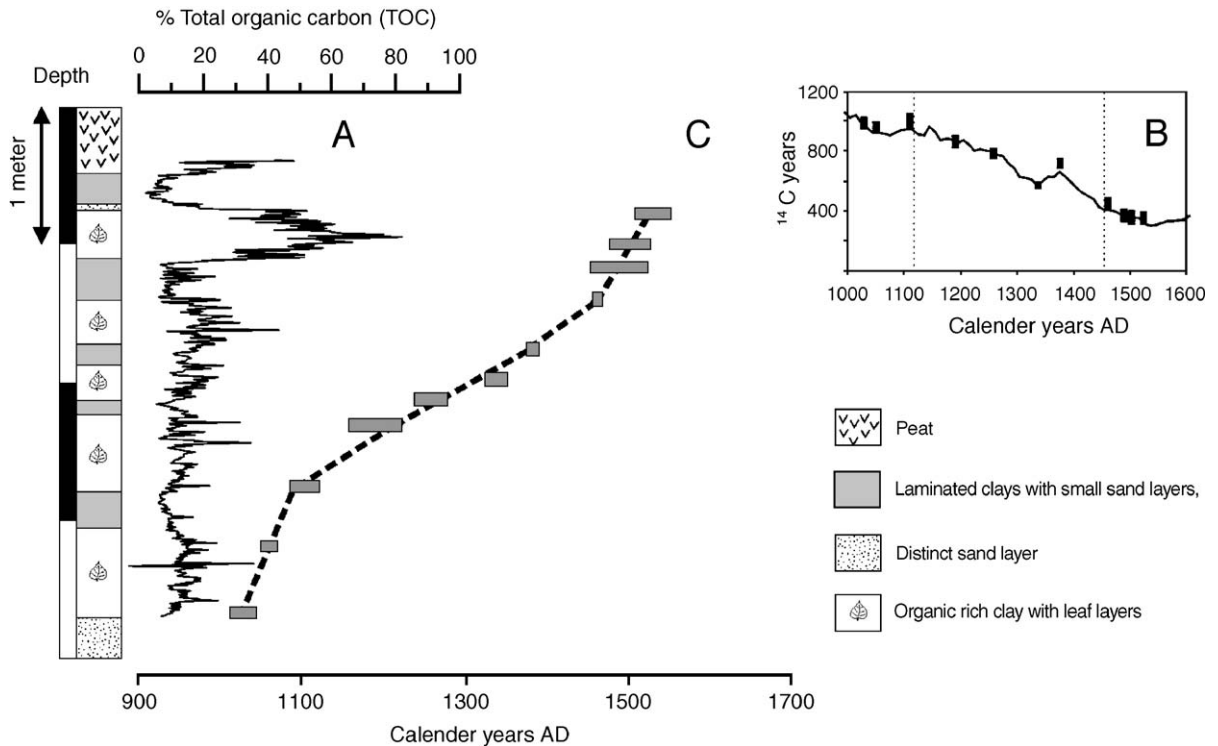 % Total organic carbon (TOC)
0 20 40 60 80 100
Depth
1 meter
A
C
900 1100 1300 1500 1700
Calender years AD
1200
800
400
¹⁴ C years
B
1000 1100 1200 1300 1400 1500 1600
Calender years AD
Peat
Laminated clays with small sand layers,
Distinct sand layer
Organic rich clay with leaf layers